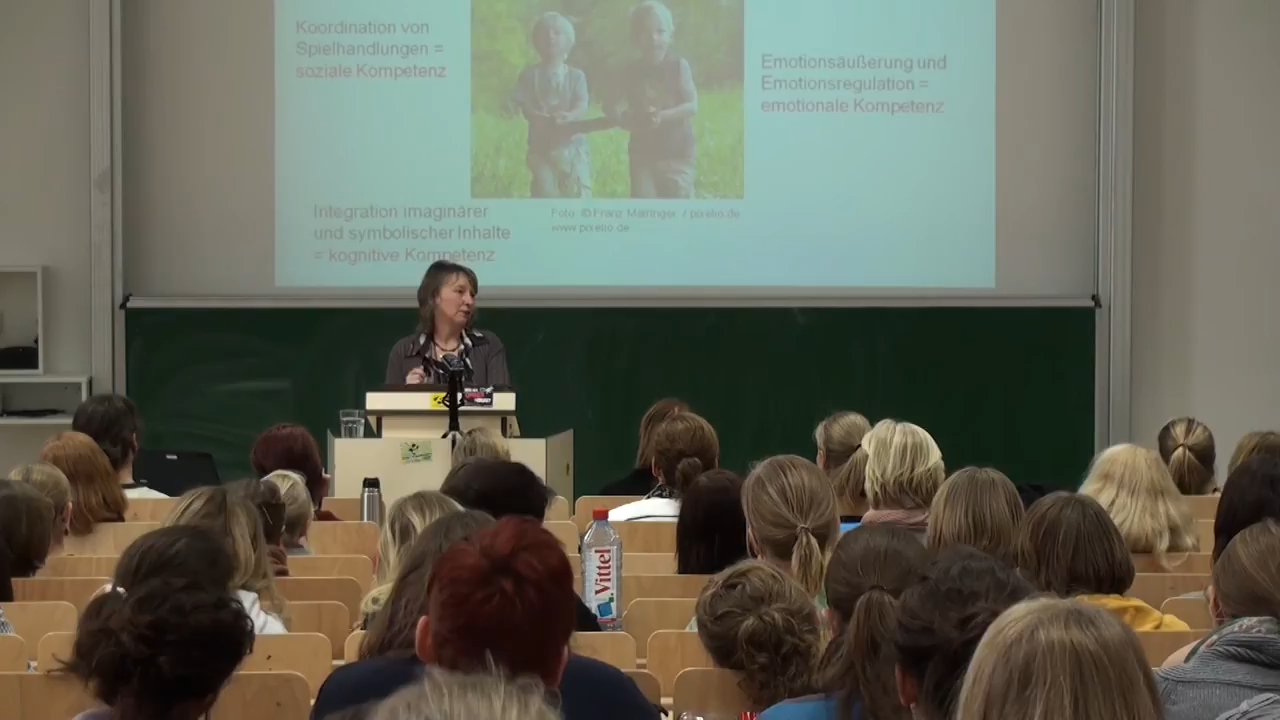 Koordination von
Spielhandlungen =
soziale Kompetenz
Emotionsäußerung und
Emotionsregulation =
emotionale Kompetenz
Integration imaginärer
und symbolischer Inhalte
= kognitive Kompetenz
Foto: © Franz Mairinger / pixelio.de
www.pixelio.de
Vittel